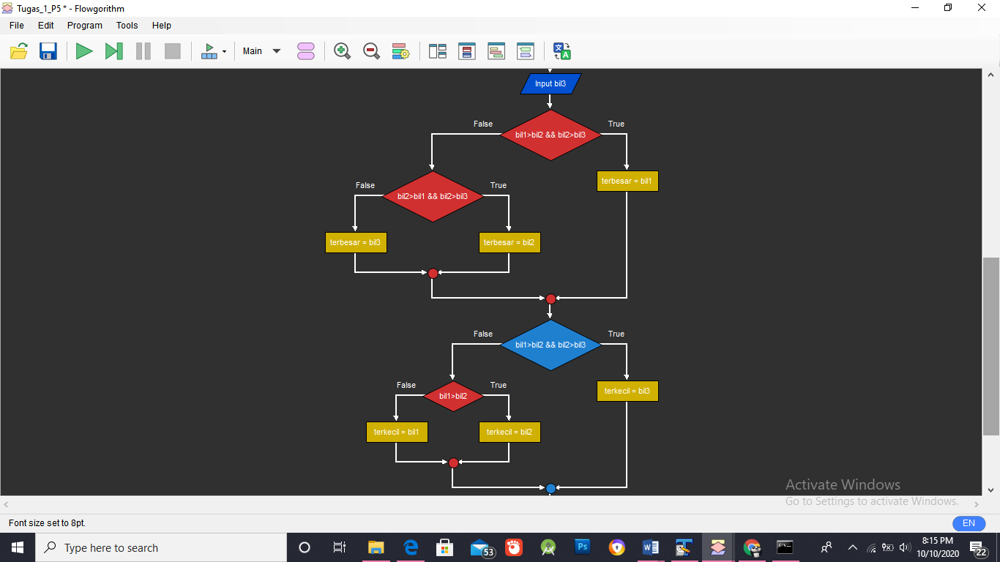 Tugas_1_P5 * - Flowgorithm
File Edit Program Tools Help
Main
Input bil3
False True
bil1>bil2 && bil2>bil3
terbesar = bil1
False True
bil2>bil1 && bil2>bil3
terbesar = bil3 terbesar = bil2
False True
bil1>bil2 && bil2>bil3
terkecil = bil3
False True
bil1>bil2
terkecil = bil1 terkecil = bil2
Activate Windows
Go to Settings to activate Windows.
Font size set to 8pt.
EN
Type here to search
53
Ps
8:15 PM
10/10/2020
22